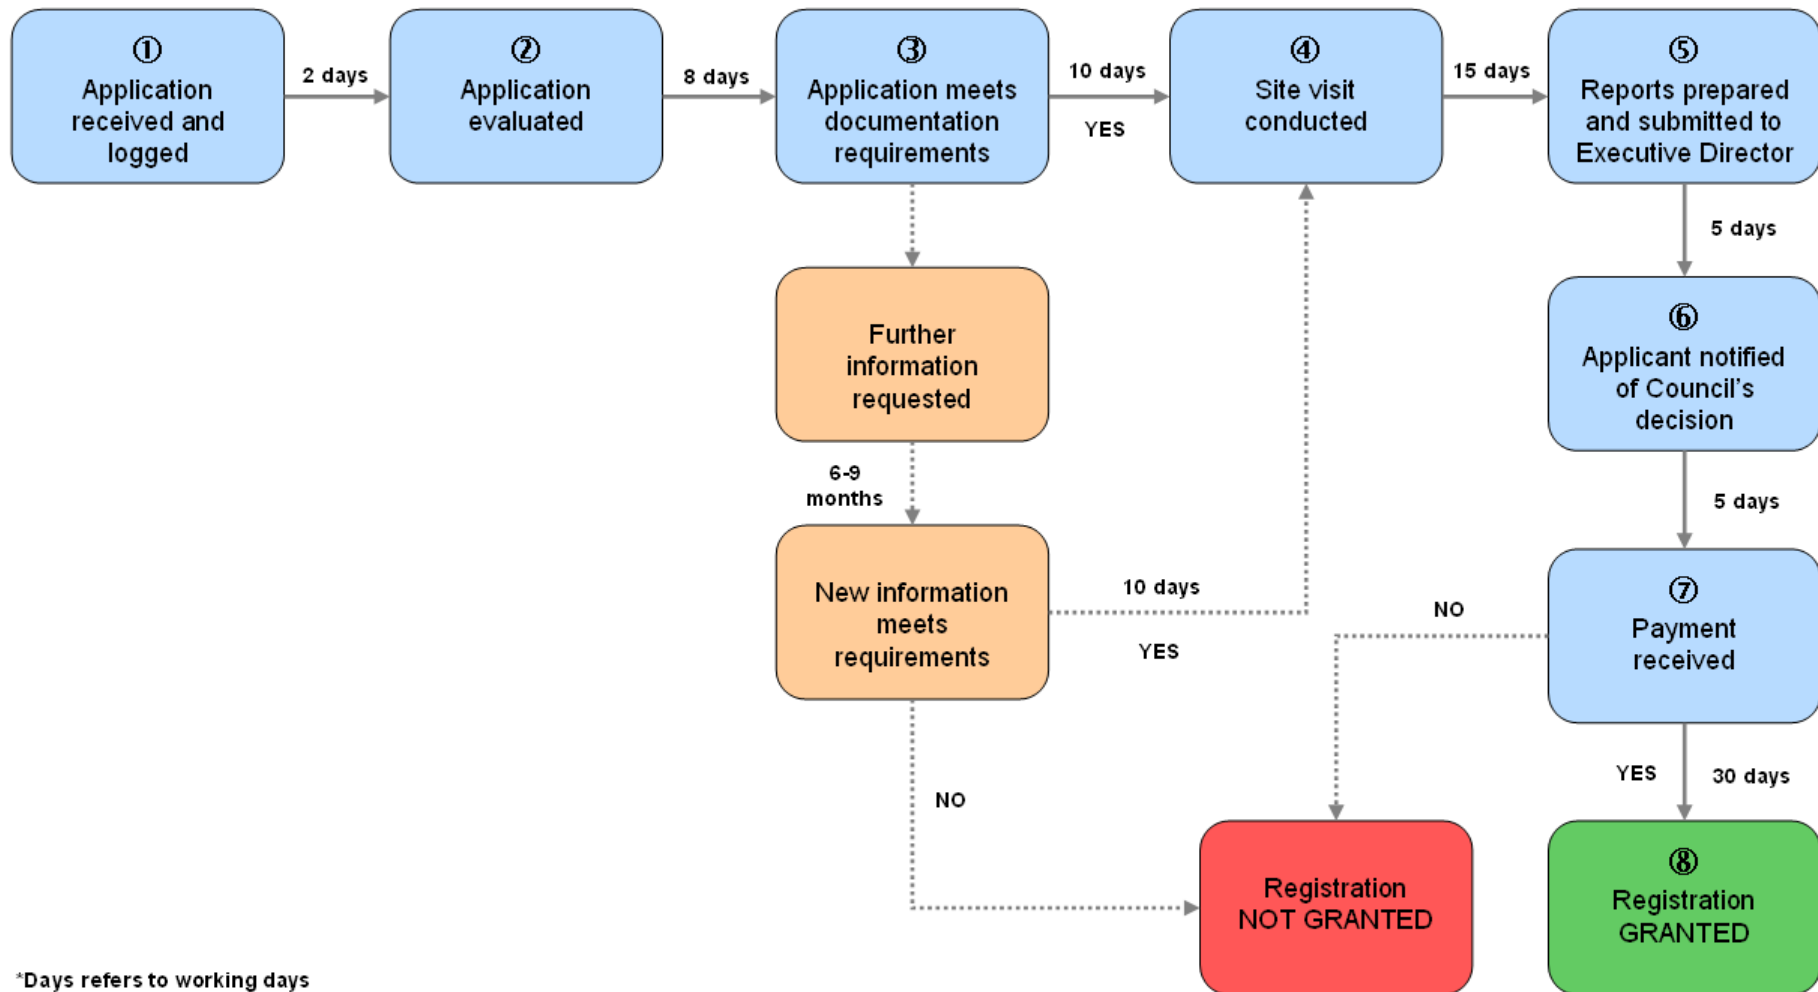 ①
Application
received and
logged
2 days
②
Application
evaluated
8 days
③
Application meets
documentation
requirements
10 days
YES
④
Site visit
conducted
15 days
⑤
Reports prepared
and submitted to
Executive Director
5 days
Further
information
requested
⑥
Applicant notified
of Council's
decision
6-9
months
5 days
New information
meets
requirements
10 days
YES
NO
⑦
Payment
received
NO
YES
30 days
Registration
NOT GRANTED
⑧
Registration
GRANTED
*Days refers to working days